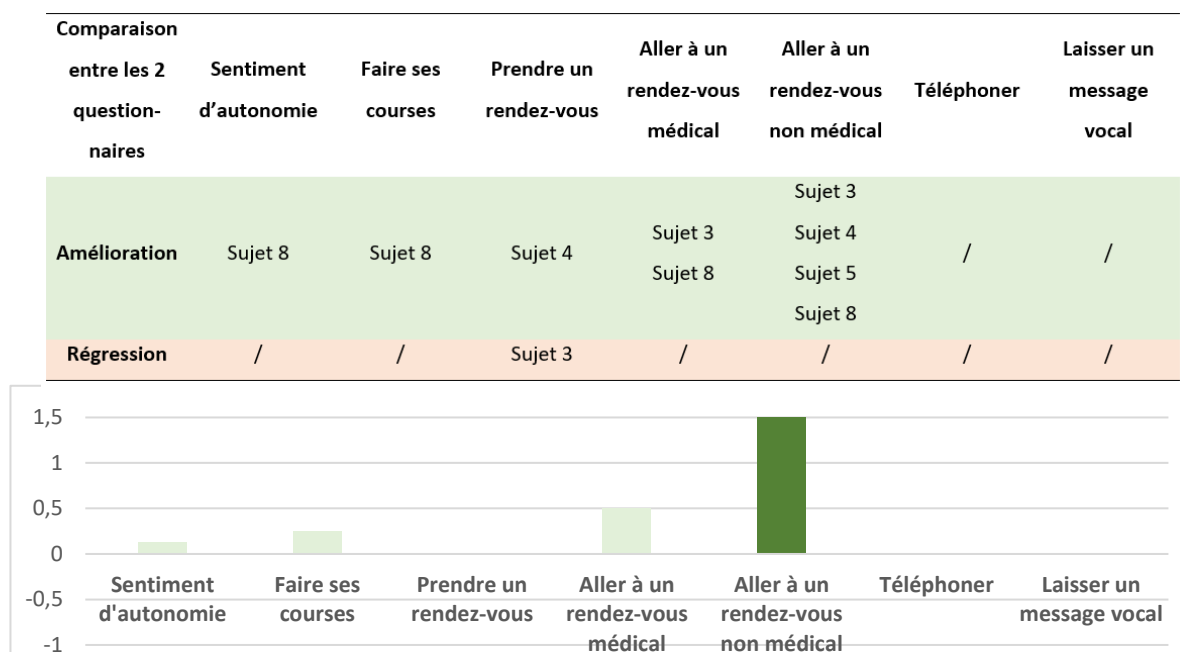 Comparaison
entre les 2
question-
naires
Sentiment
d’autonomie
Faire ses
courses
Prendre un
rendez-vous
Aller à un
rendez-vous
médical
Aller à un
rendez-vous
non médical
Téléphoner
Laisser un
message
vocal
Amélioration
Sujet 8
Sujet 8
Sujet 4
Sujet 3
Sujet 8
Sujet 3
Sujet 4
Sujet 5
Sujet 8
/
/
Régression
/
/
Sujet 3
/
/
/
/
1,5
1
0,5
0
-0,5
-1
Sentiment
d'autonomie
Faire ses
courses
Prendre un
rendez-vous
Aller à un
rendez-vous
médical
Aller à un
rendez-vous
non médical
Téléphoner
Laisser un
message vocal